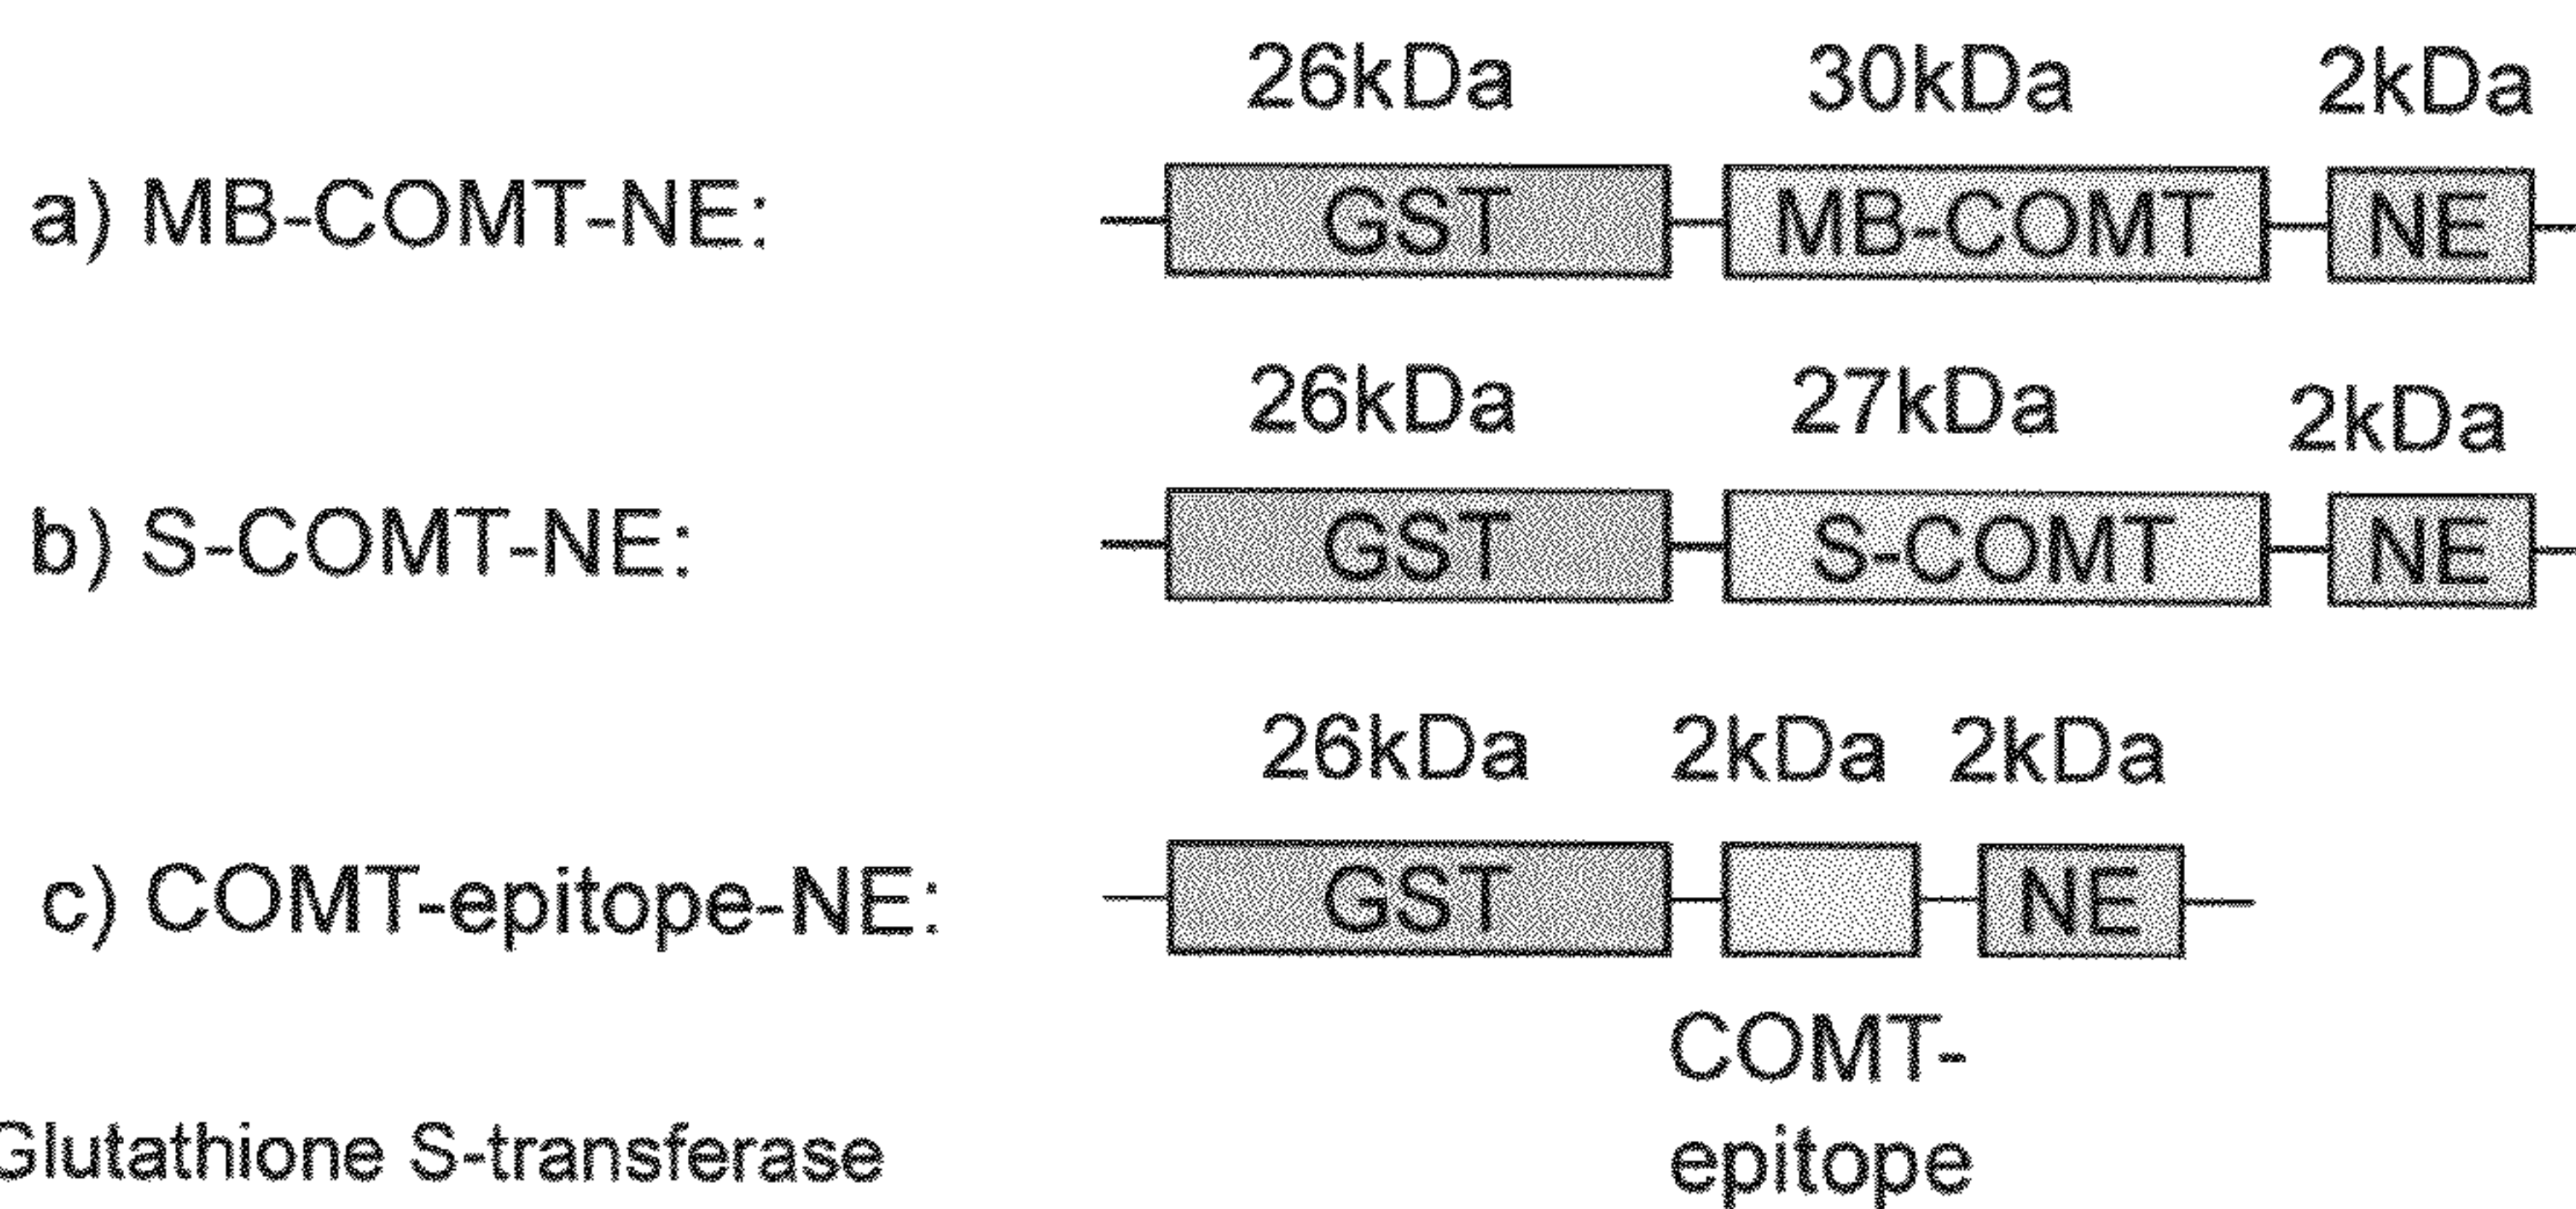 26kDa 30kDa 2kDa
a) MB-COMT-NE: GST MB-COMT NE
26kDa 27kDa 2kDa
b) S-COMT-NE: GST S-COMT NE
26kDa 2kDa 2kDa
c) COMT-epitope-NE: GST NE
COMT-
epitope
Glutathione S-transferase